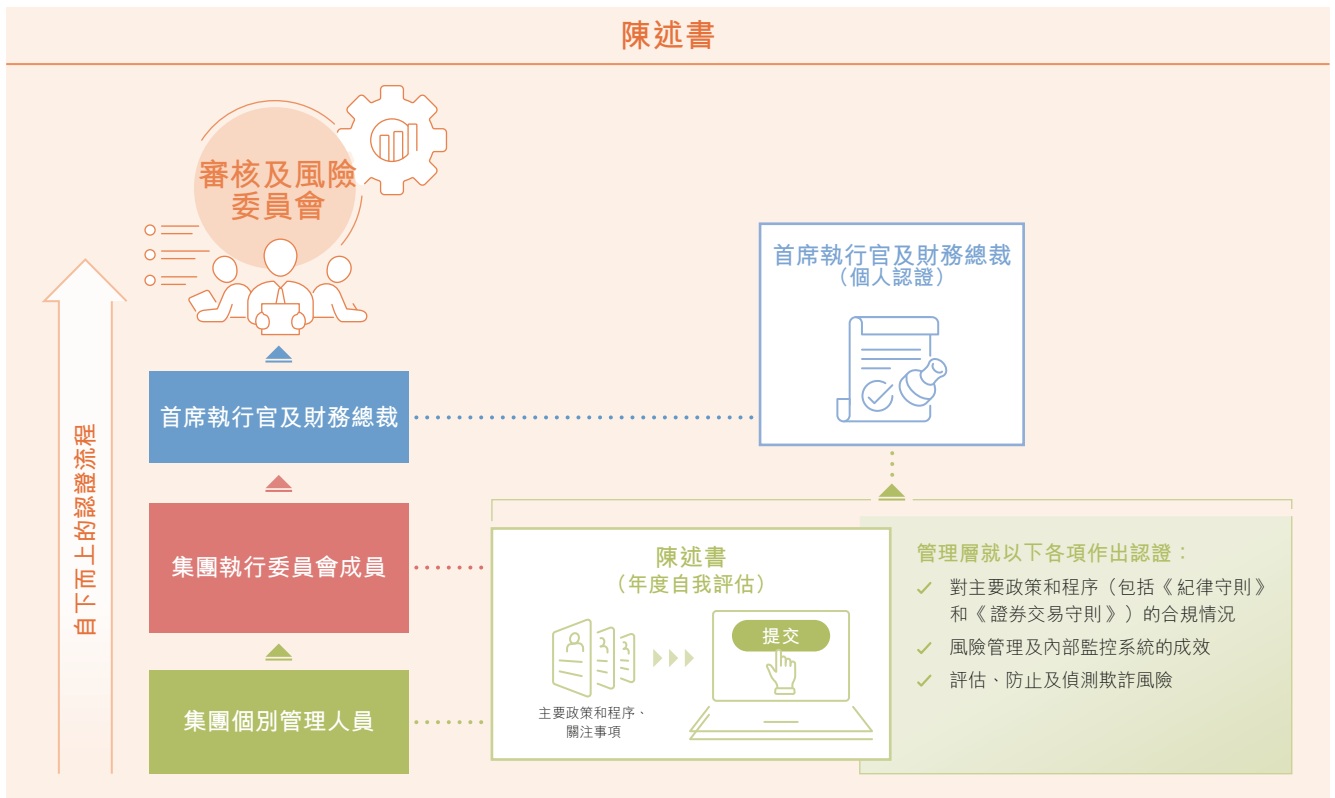 陳述書
審核及風險
委員會
首席執行官及財務總裁
（個人認證）
首席執行官及財務總裁
自下而上的認證流程
集團執行委員會成員
陳述書
（年度自我評估）
提交
主要政策和程序、
關注事項
管理層就以下各項作出認證：
對主要政策和程序（包括《紀律守則》
和《證券交易守則》）的合規情況
風險管理及內部監控系統的成效
評估、防止及偵測欺詐風險
集團個別管理人員